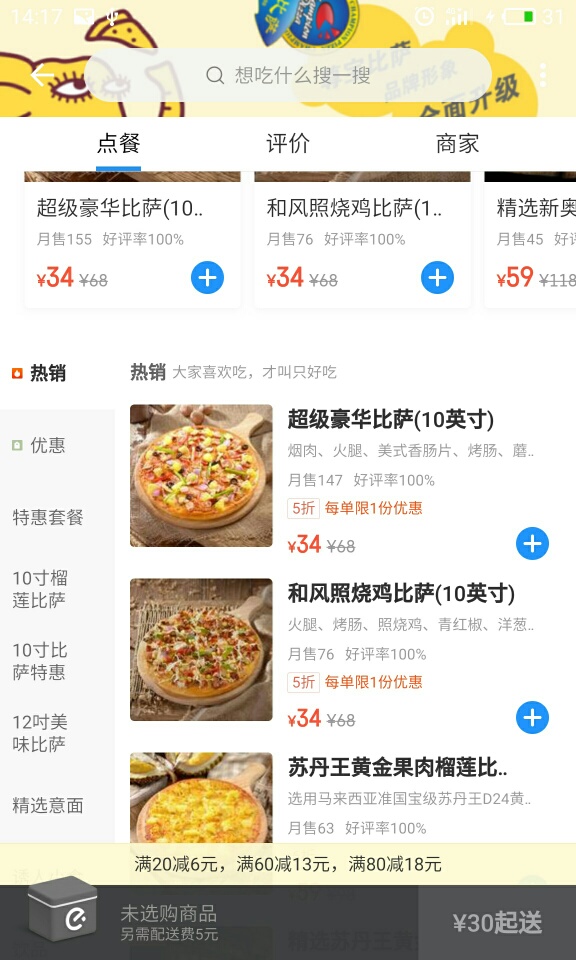 14:17
31
比萨
CHAMPION PIZZA
比萨
品牌形象
全面升级
想吃什么搜一搜
点餐
评价
商家
超级豪华比萨(10..
和风照烧鸡比萨(1..
精选新奥
月售155 好评率100%
月售76 好评率100%
月售45 好评
¥34 ¥68
¥34 ¥68
¥59 ¥118
热销
优惠
特惠套餐
10寸榴
莲比萨
10寸比
萨特惠
12吋美
味比萨
精选意面
热销 大家喜欢吃，才叫只好吃
超级豪华比萨(10英寸)
烟肉、火腿、美式香肠片、烤肠、蘑..
月售147 好评率100%
5折 每单限1份优惠
¥34 ¥68
和风照烧鸡比萨(10英寸)
火腿、烤肠、照烧鸡、青红椒、洋葱..
月售76 好评率100%
5折 每单限1份优惠
¥34 ¥68
苏丹王黄金果肉榴莲比..
选用马来西亚准国宝级苏丹王D24黄..
月售63 好评率100%
满20减6元，满60减13元，满80减18元
未选购商品
另需配送费5元
¥30起送